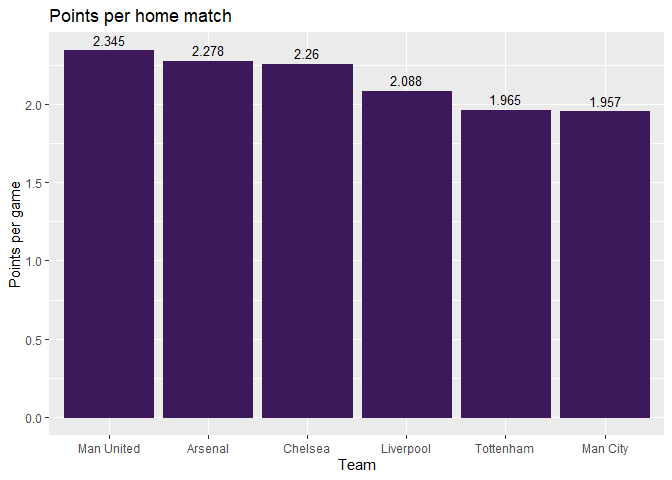 Points per home match
2.345
2.278
2.26
2.088
1.965
1.957
Points per game
2.0
1.5
1.0
0.5
0.0
Man United Arsenal Chelsea Liverpool Tottenham Man City
Team